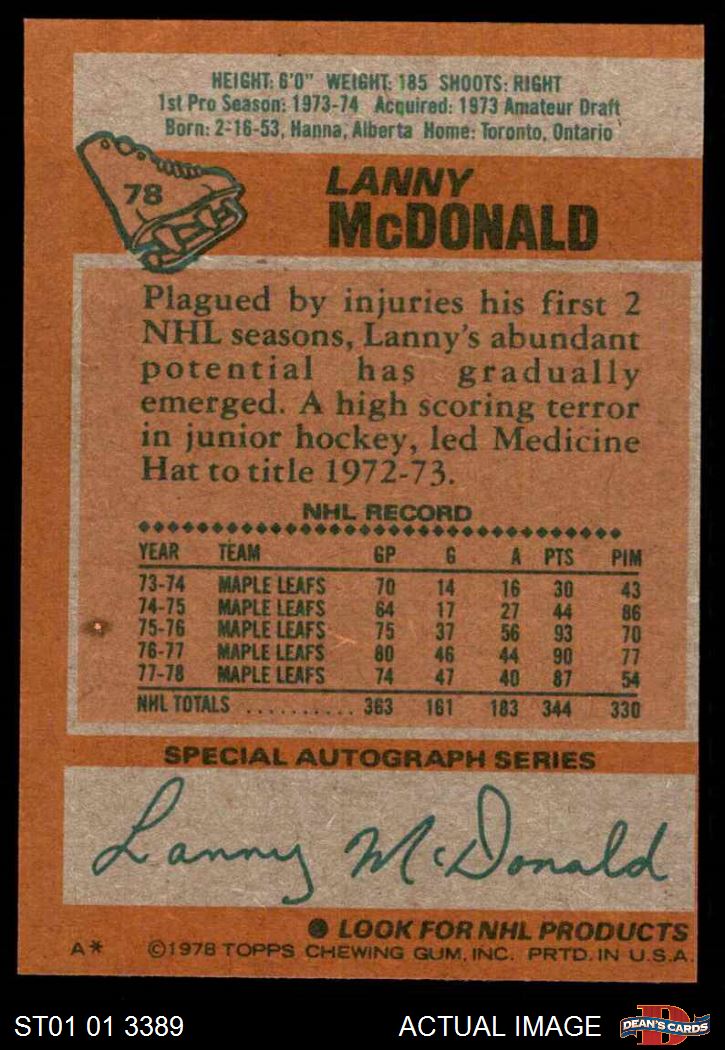 HEIGHT: 6'0" WEIGHT: 185 SHOOTS: RIGHT
1st Pro Season: 1973-74 Acquired: 1973 Amateur Draft
Born: 2-16-53, Hanna, Alberta Home: Toronto, Ontario
78
LANNY
McDONALD
Plagued by injuries his first 2
NHL seasons, Lanny's abundant
potential has gradually
emerged. A high scoring terror
in junior hockey, led Medicine
Hat to title 1972-73.
NHL RECORD
YEAR TEAM GP G A PTS PIM
73-74 MAPLE LEAFS 70 14 16 30 43
74-75 MAPLE LEAFS 64 17 27 44 86
75-76 MAPLE LEAFS 75 37 56 93 70
76-77 MAPLE LEAFS 80 46 44 90 77
77-78 MAPLE LEAFS 74 47 40 87 54
NHL TOTALS ........... 363 161 183 344 330
SPECIAL AUTOGRAPH SERIES
Lanny McDonald
● LOOK FOR NHL PRODUCTS
A* ©1978 TOPPS CHEWING GUM, INC. PRTD. IN U.S.A.
ST01 01 3389 ACTUAL IMAGE D DEAN'S CARDS